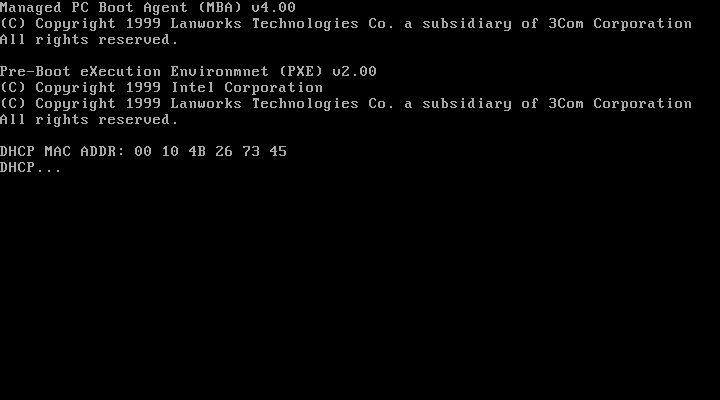 Managed PC Boot Agent (MBA) v4.00
(C) Copyright 1999 Lanworks Technologies Co. a subsidiary of 3Com Corporation
All rights reserved.
Pre-Boot eXecution Environmnet (PXE) v2.00
(C) Copyright 1999 Intel Corporation
(C) Copyright 1999 Lanworks Technologies Co. a subsidiary of 3Com Corporation
All rights reserved.
DHCP MAC ADDR: 00 10 4B 26 73 45
DHCP...